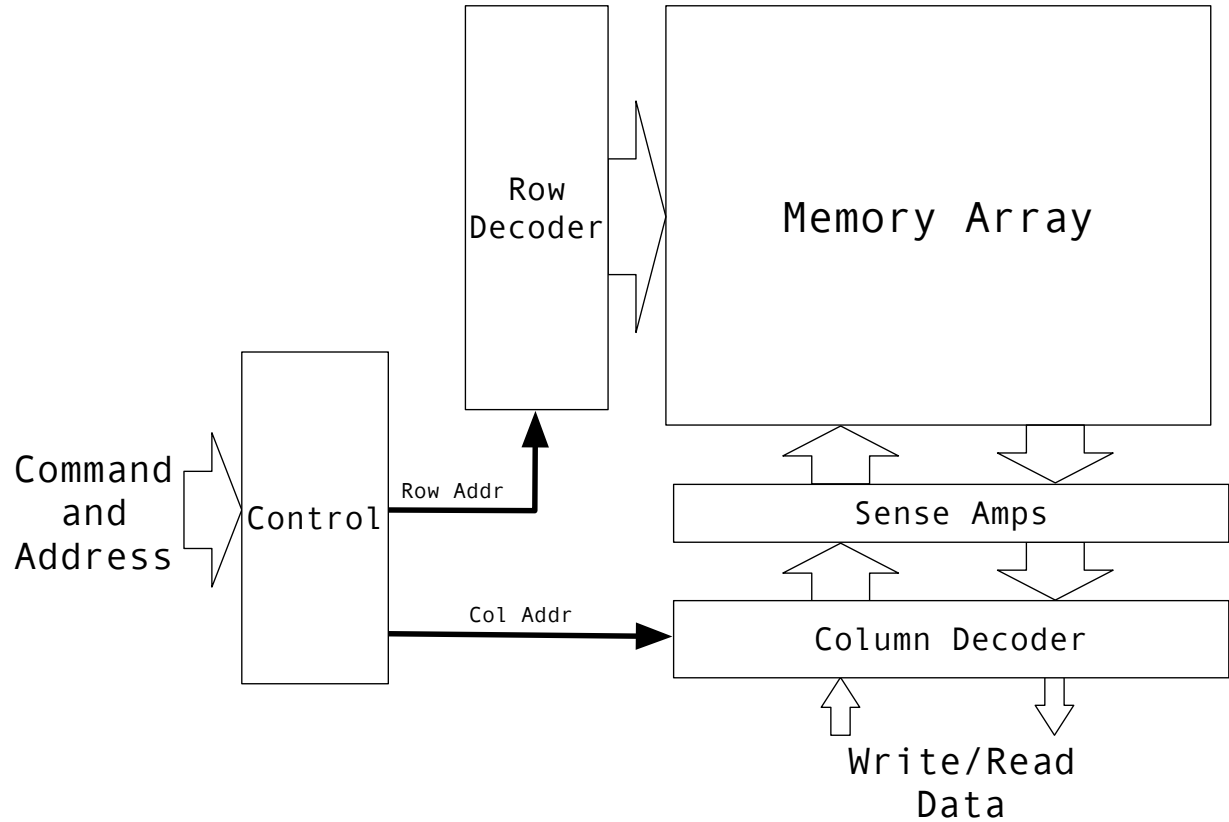 Row
Decoder
Memory Array
Command
and
Address
Control
Row Addr
Sense Amps
Col Addr
Column Decoder
Write/Read
Data